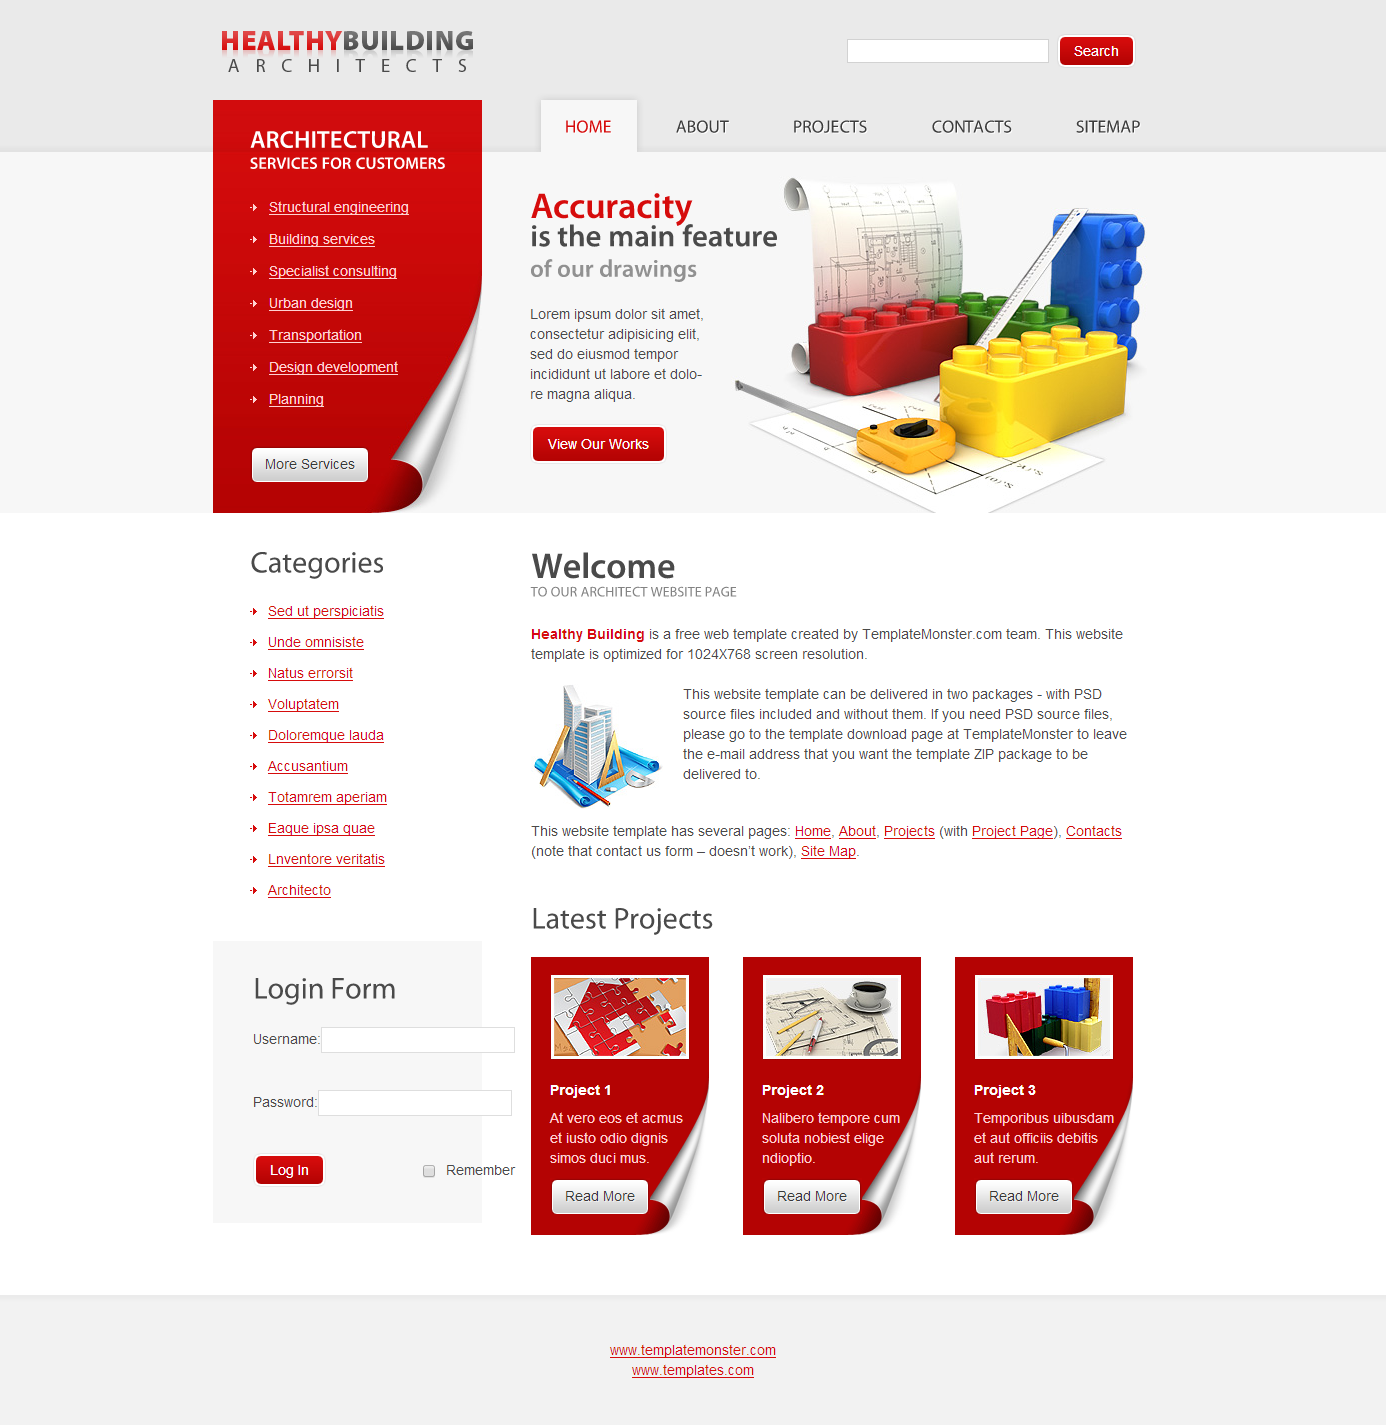 HEALTHYBUILDING
ARCHITECTS
Search
HOME
ABOUT
PROJECTS
CONTACTS
SITEMAP
ARCHITECTURAL
SERVICES FOR CUSTOMERS
Structural engineering
Building services
Specialist consulting
Urban design
Transportation
Design development
Planning
More Services
Accuracity
is the main feature
of our drawings
Lorem ipsum dolor sit amet,
consectetur adipisicing elit,
sed do eiusmod tempor
incididunt ut labore et dolo-
re magna aliqua.
View Our Works
Categories
Sed ut perspiciatis
Unde omnisiste
Natus errorsit
Voluptatem
Doloremque lauda
Accusantium
Totamrem aperiam
Eaque ipsa quae
Lnventore veritatis
Architecto
Login Form
Username:
Password:
Log In
Remember
Welcome
TO OUR ARCHITECT WEBSITE PAGE
Healthy Building is a free web template created by TemplateMonster.com team. This website
template is optimized for 1024X768 screen resolution.
This website template can be delivered in two packages - with PSD
source files included and without them. If you need PSD source files,
please go to the template download page at TemplateMonster to leave
the e-mail address that you want the template ZIP package to be
delivered to.
This website template has several pages: Home, About, Projects (with Project Page), Contacts
(note that contact us form – doesn't work), Site Map.
Latest Projects
Project 1
At vero eos et acmus
et iusto odio dignis
simos duci mus.
Read More
Project 2
Nalibero tempore cum
soluta nobiest elige
ndioptio.
Read More
Project 3
Temporibus uibusdam
et aut officiis debitis
aut rerum.
Read More
www.templatemonster.com
www.templates.com